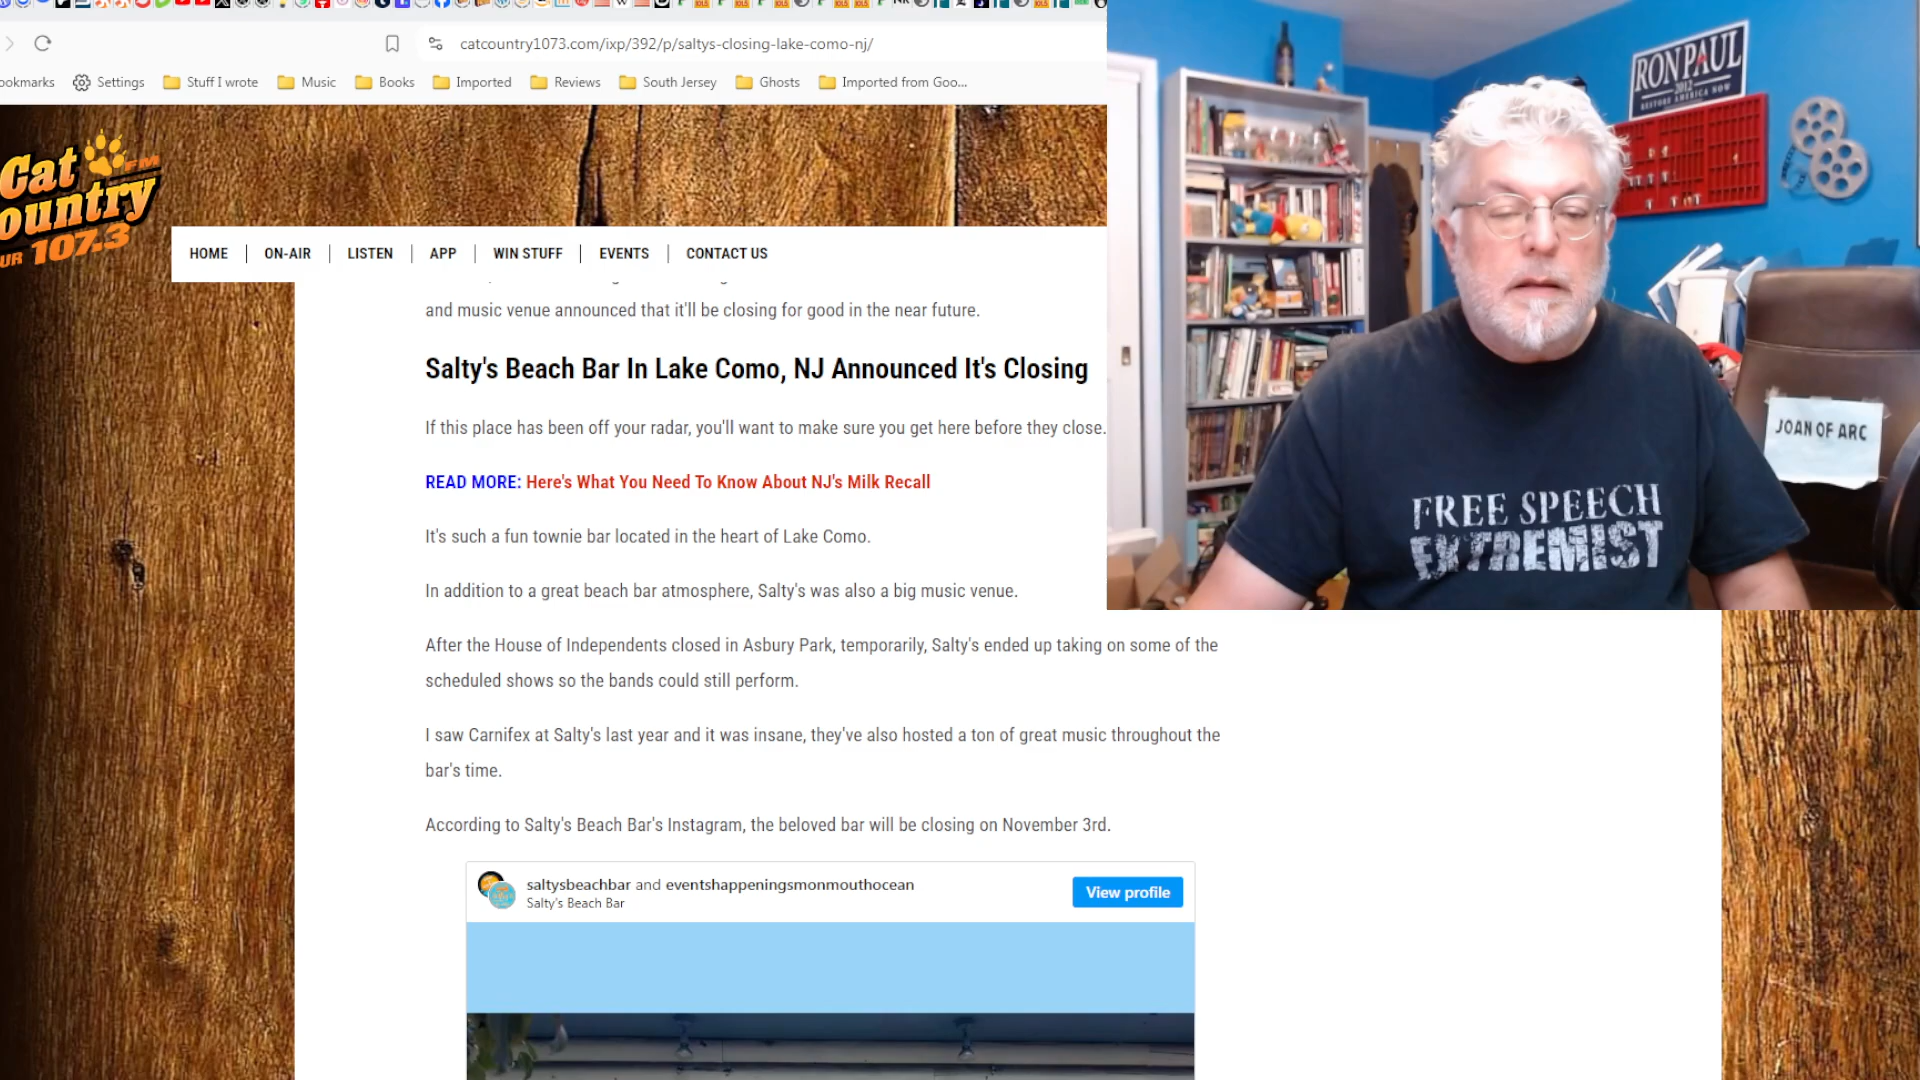 catcountry1073.com/ixp/392/p/saltys-closing-lake-como-nj/
ookmarks Settings Stuff I wrote Music Books Imported Reviews South Jersey Ghosts Imported from Goo...
Cat
ountry FM
UR 107.3
HOME ON-AIR LISTEN APP WIN STUFF EVENTS CONTACT US
and music venue announced that it'll be closing for good in the near future.
Salty's Beach Bar In Lake Como, NJ Announced It's Closing
If this place has been off your radar, you'll want to make sure you get here before they close.
READ MORE: Here's What You Need To Know About NJ's Milk Recall
It's such a fun townie bar located in the heart of Lake Como.
In addition to a great beach bar atmosphere, Salty's was also a big music venue.
After the House of Independents closed in Asbury Park, temporarily, Salty's ended up taking on some of the
scheduled shows so the bands could still perform.
I saw Carnifex at Salty's last year and it was insane, they've also hosted a ton of great music throughout the
bar's time.
According to Salty's Beach Bar's Instagram, the beloved bar will be closing on November 3rd.
saltysbeachbar and eventshappeningsmonmouthocean
Salty's Beach Bar
View profile
RON PAUL
2012
RESTORE AMERICA NOW
JOAN OF ARC
FREE SPEECH
EXTREMIST